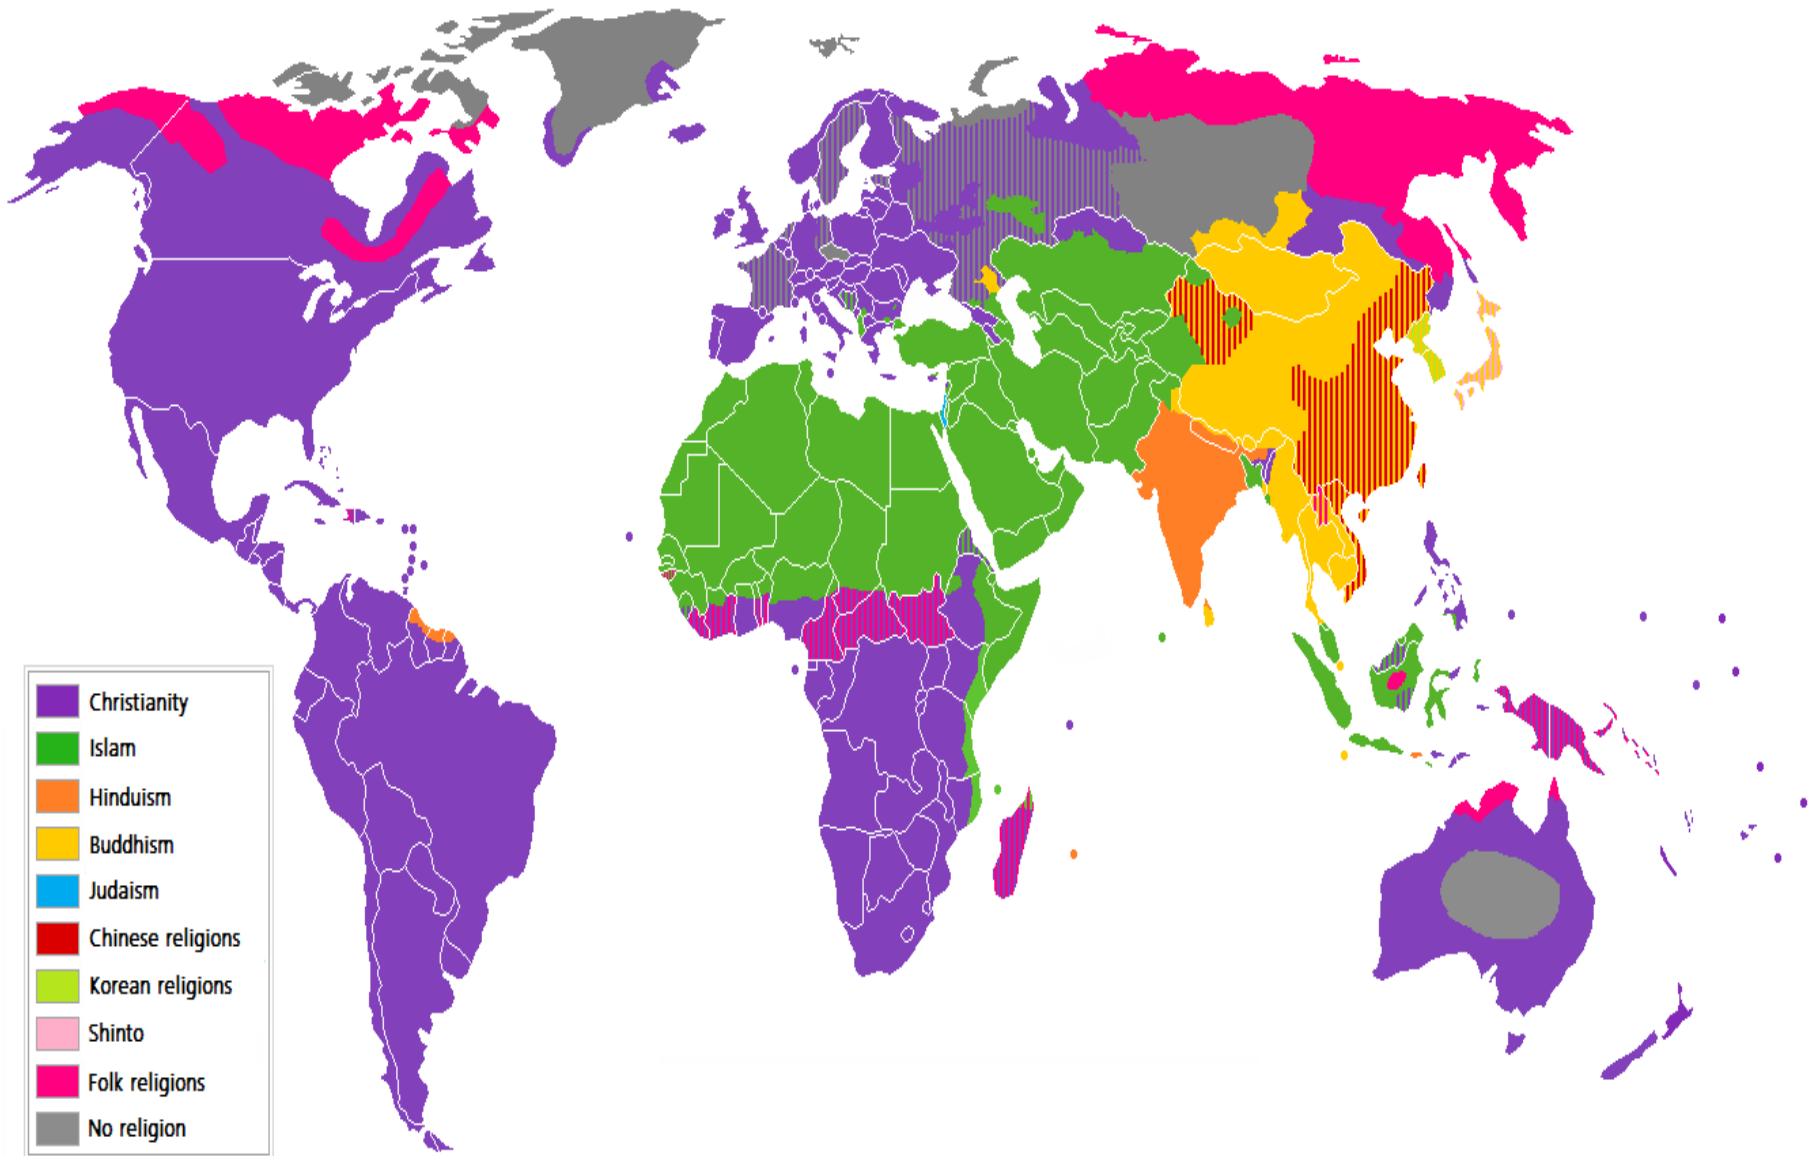 Christianity
Islam
Hinduism
Buddhism
Judaism
Chinese religions
Korean religions
Shinto
Folk religions
No religion